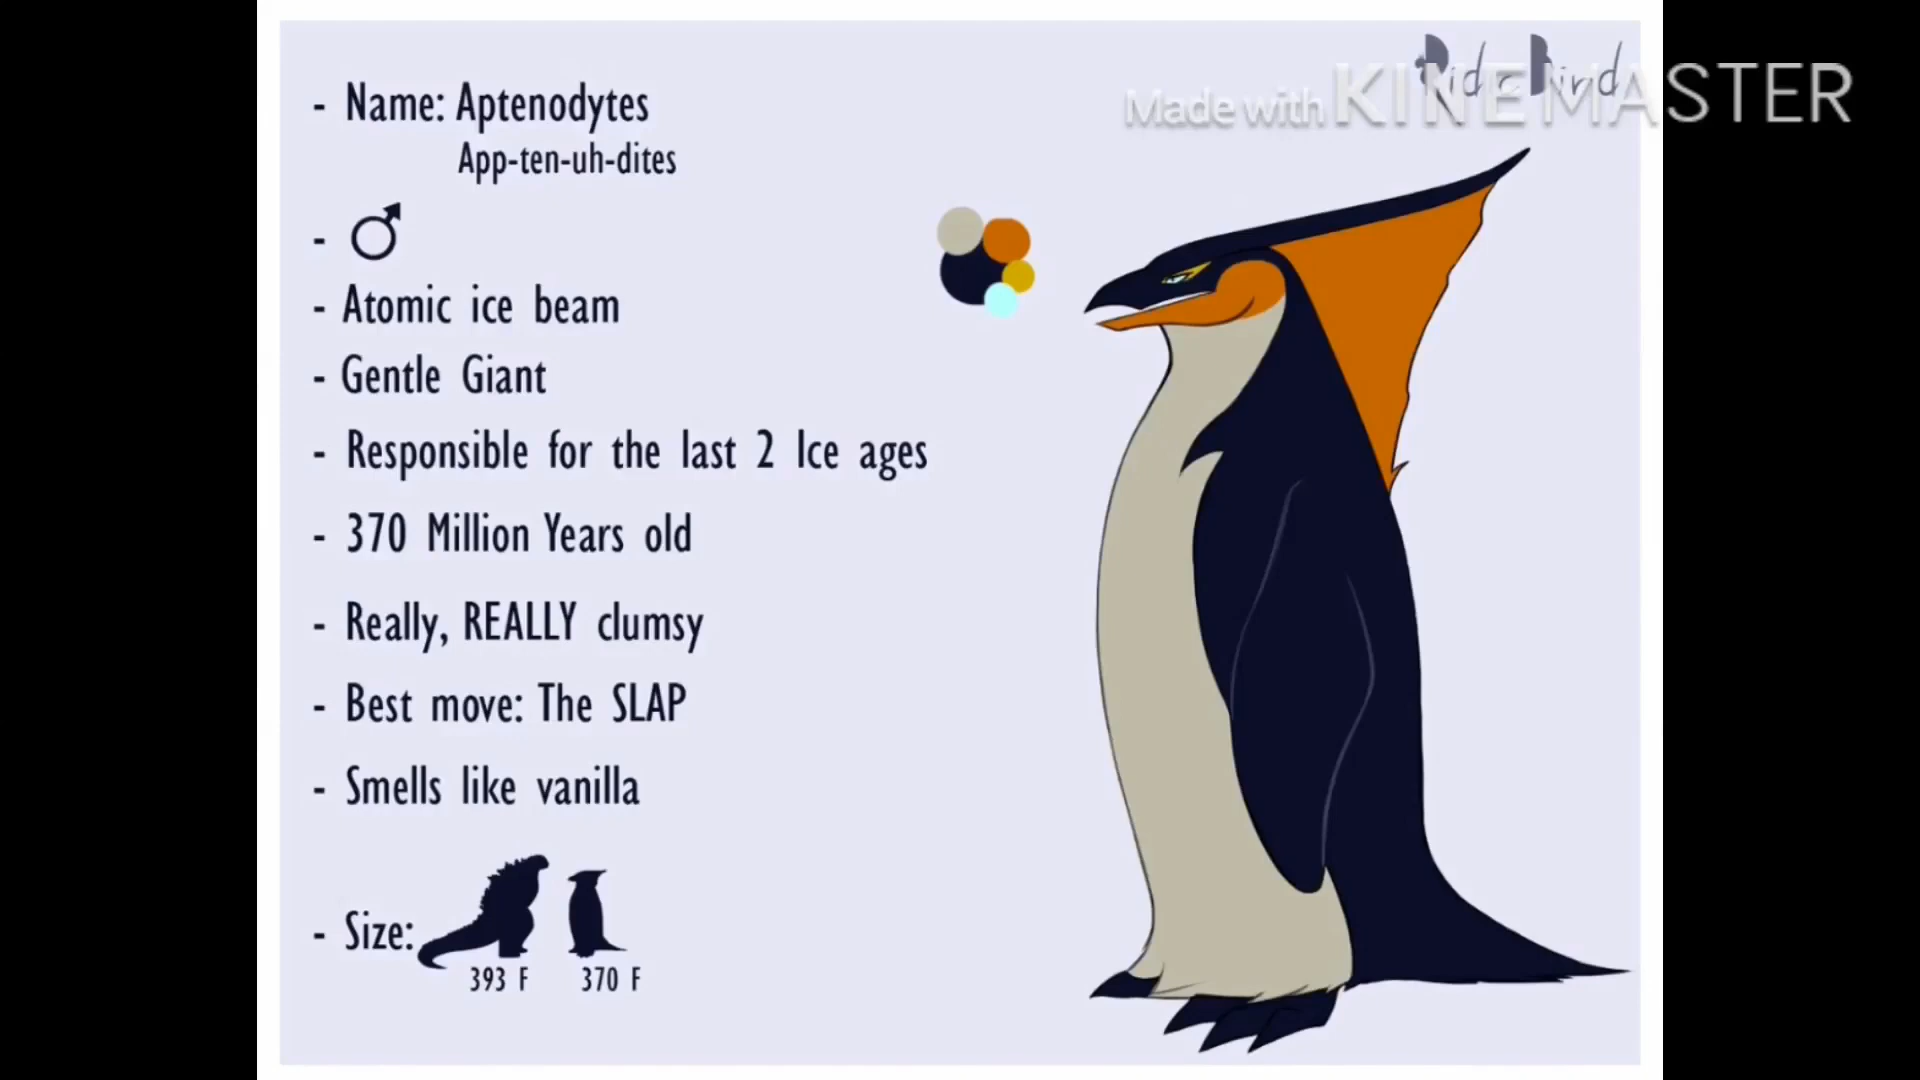 Made with KINEMASTER
- Name: Aptenodytes
App-ten-uh-dites
- ♂
- Atomic ice beam
- Gentle Giant
- Responsible for the last 2 Ice ages
- 370 Million Years old
- Really, REALLY clumsy
- Best move: The SLAP
- Smells like vanilla
- Size:
393 F 370 F